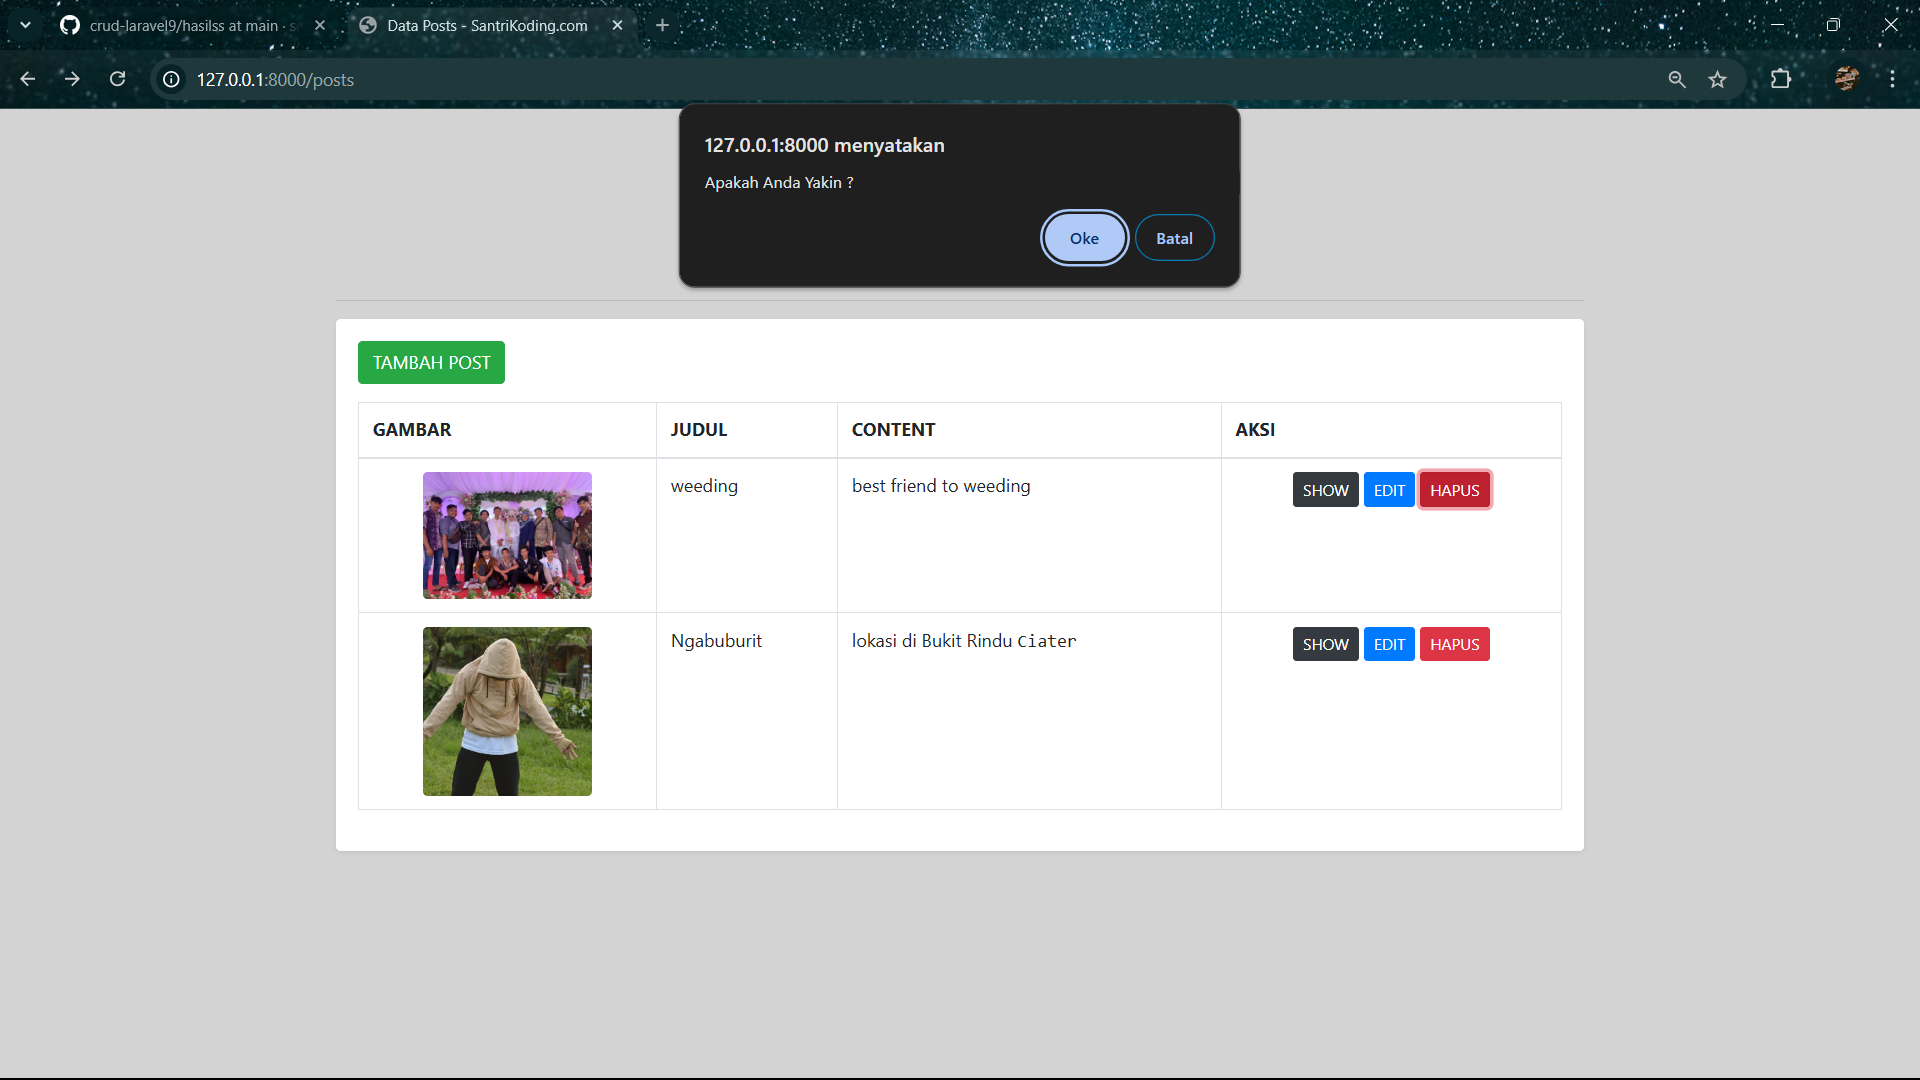 crud-laravel9/hasilss at main · s
Data Posts - SantriKoding.com
127.0.0.1:8000/posts
127.0.0.1:8000 menyatakan
Apakah Anda Yakin ?
Oke
Batal
TAMBAH POST
GAMBAR JUDUL CONTENT AKSI
weeding best friend to weeding SHOW EDIT HAPUS
Ngabuburit lokasi di Bukit Rindu Ciater SHOW EDIT HAPUS